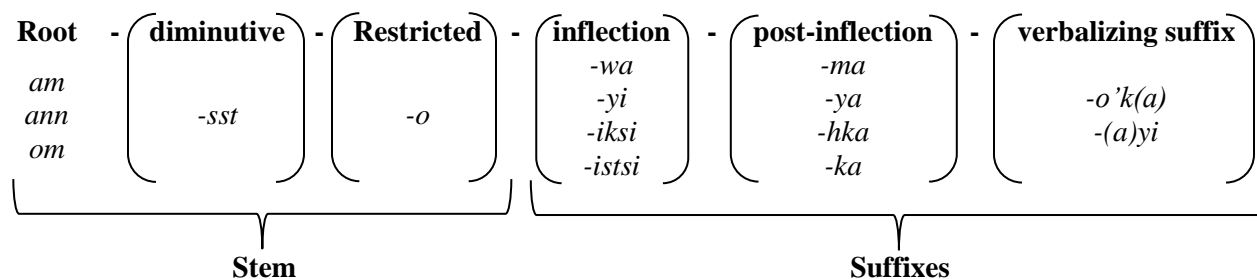 Root - diminutive - Restricted - inflection - post-inflection - verbalizing suffix
-wa -ma
am
-yi -ya -o’k(a)
ann -sst -o
-iksi -hka -(a)yi
om
-istsi -ka
Stem Suffixes